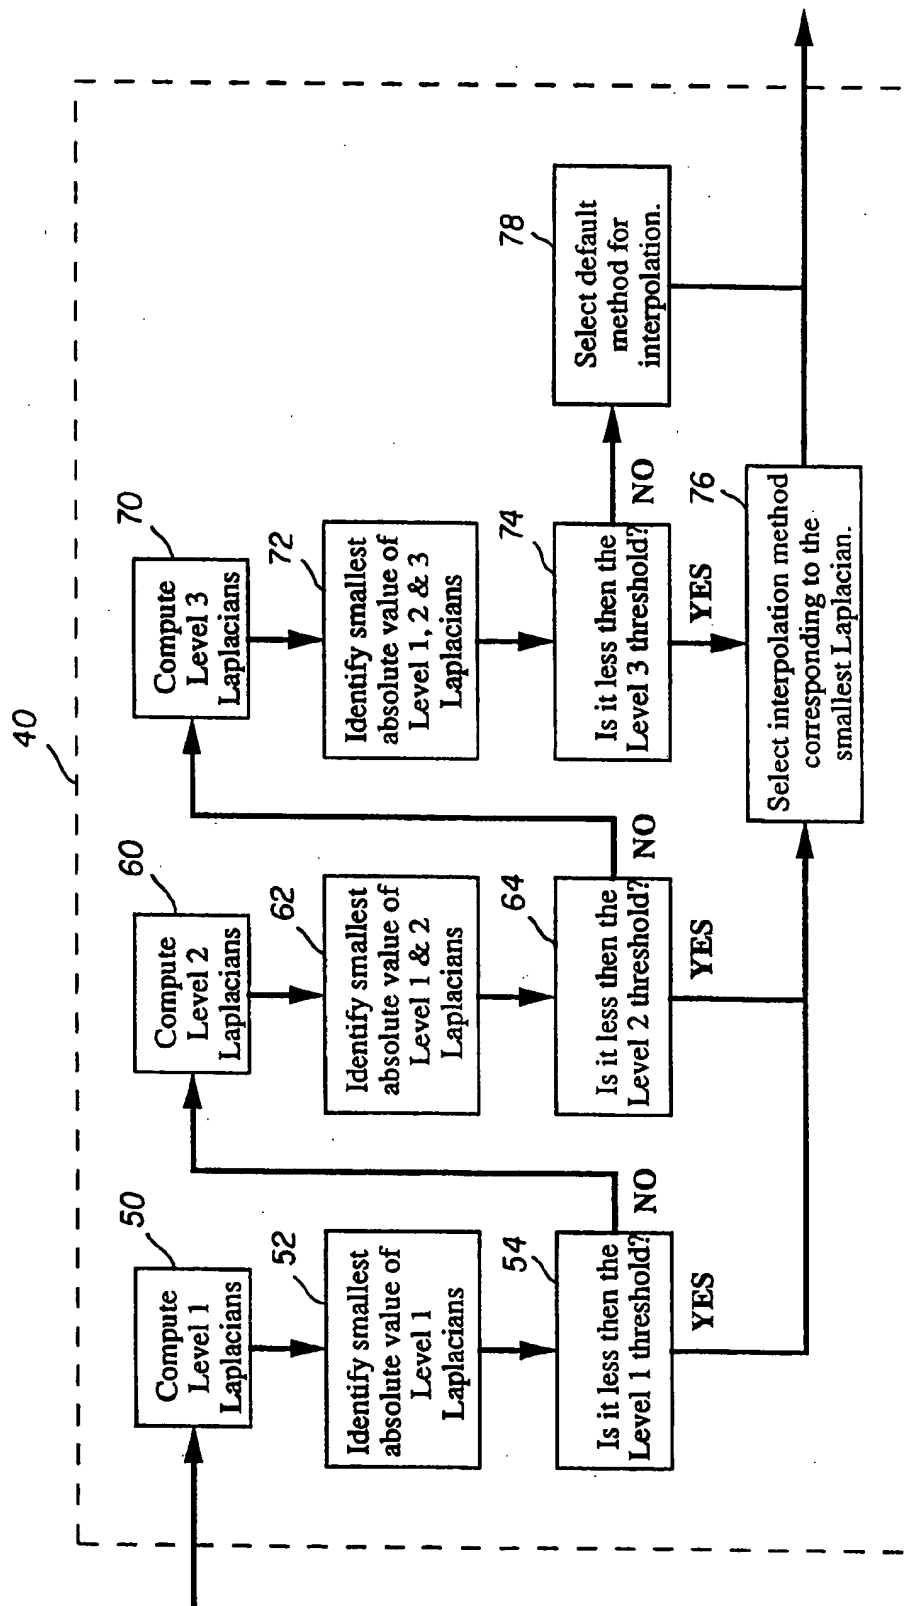 40
50
Compute
Level 1
Laplacians
52
Identify smallest
absolute value of
Level 1
Laplacians
54
Is it less then the
Level 1 threshold?
NO
YES
60
Compute
Level 2
Laplacians
62
Identify smallest
absolute value of
Level 1 & 2
Laplacians
64
Is it less then the
Level 2 threshold?
NO
YES
70
Compute
Level 3
Laplacians
72
Identify smallest
absolute value of
Level 1, 2 & 3
Laplacians
74
Is it less then the
Level 3 threshold?
NO
YES
76
Select interpolation method
corresponding to the
smallest Laplacian.
78
Select default
method for
interpolation.